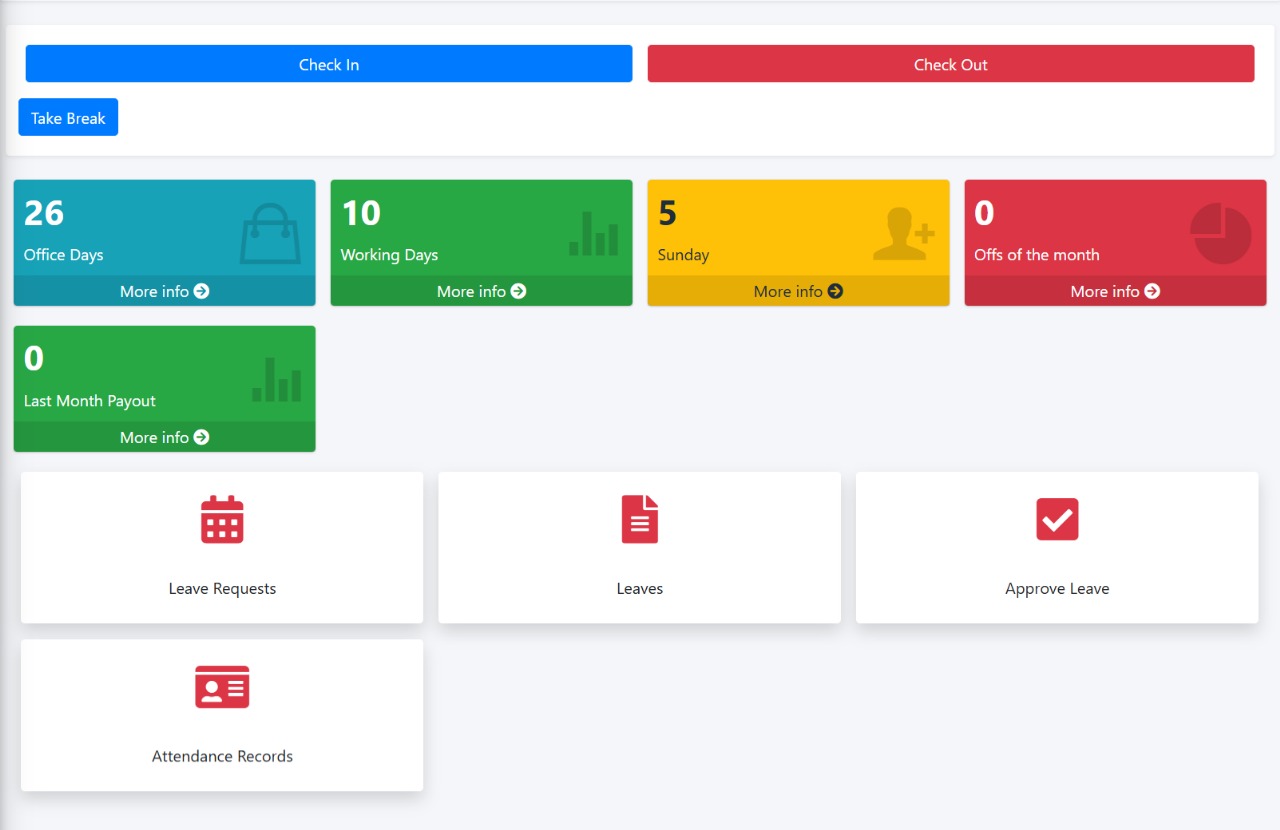 Check In
Check Out
Take Break
26
Office Days
More info
10
Working Days
More info
5
Sunday
More info
0
Offs of the month
More info
0
Last Month Payout
More info
Leave Requests
Leaves
Approve Leave
Attendance Records